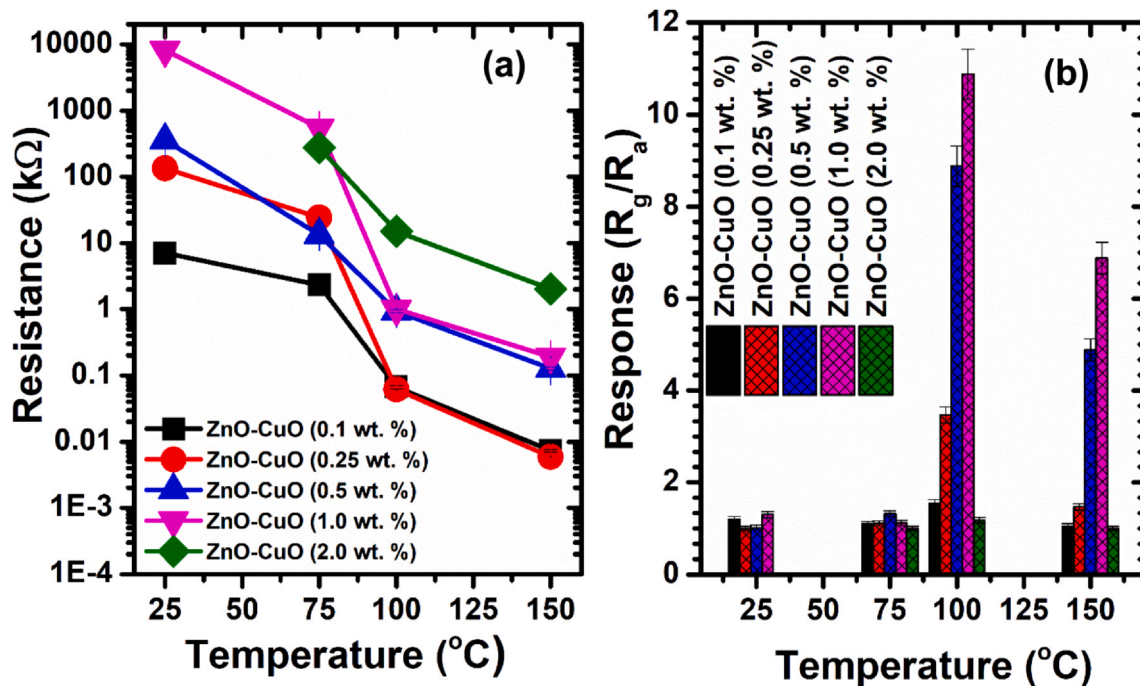 (a)
Resistance (kΩ)
10000
1000
100
10
1
0.1
0.01
1E-3
1E-4
ZnO-CuO (0.1 wt. %)
ZnO-CuO (0.25 wt. %)
ZnO-CuO (0.5 wt. %)
ZnO-CuO (1.0 wt. %)
ZnO-CuO (2.0 wt. %)
25 50 75 100 125 150
Temperature (°C)
(b)
Response (Rg/Ra)
12
10
8
6
4
2
0
ZnO-CuO (0.1 wt. %)
ZnO-CuO (0.25 wt. %)
ZnO-CuO (0.5 wt. %)
ZnO-CuO (1.0 wt. %)
ZnO-CuO (2.0 wt. %)
25 50 75 100 125 150
Temperature (°C)